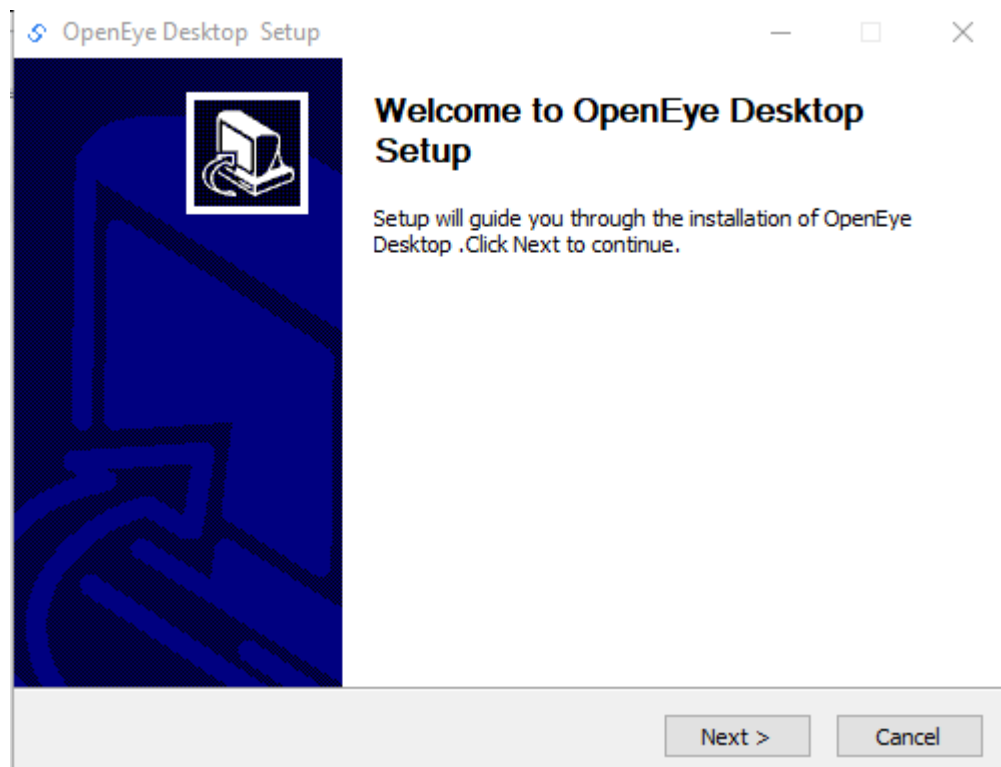 OpenEye Desktop  Setup
Welcome to OpenEye Desktop
Setup
Setup will guide you through the installation of OpenEye
Desktop .Click Next to continue.
Next >
Cancel